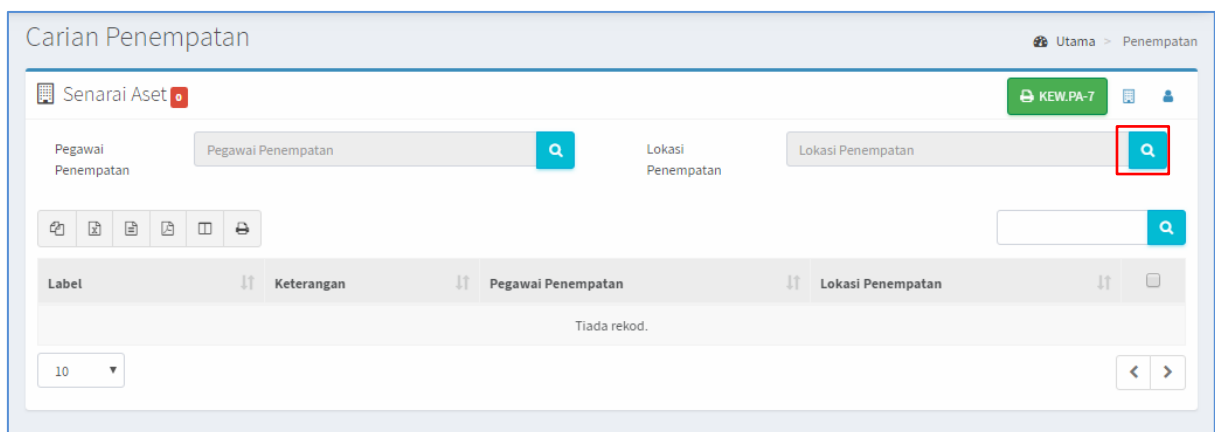 Carian Penempatan
Utama > Penempatan
Senarai Aset 0
KEW.PA-7
Pegawai
Penempatan
Pegawai Penempatan
Lokasi
Penempatan
Lokasi Penempatan
Label Keterangan Pegawai Penempatan Lokasi Penempatan
Tiada rekod.
10